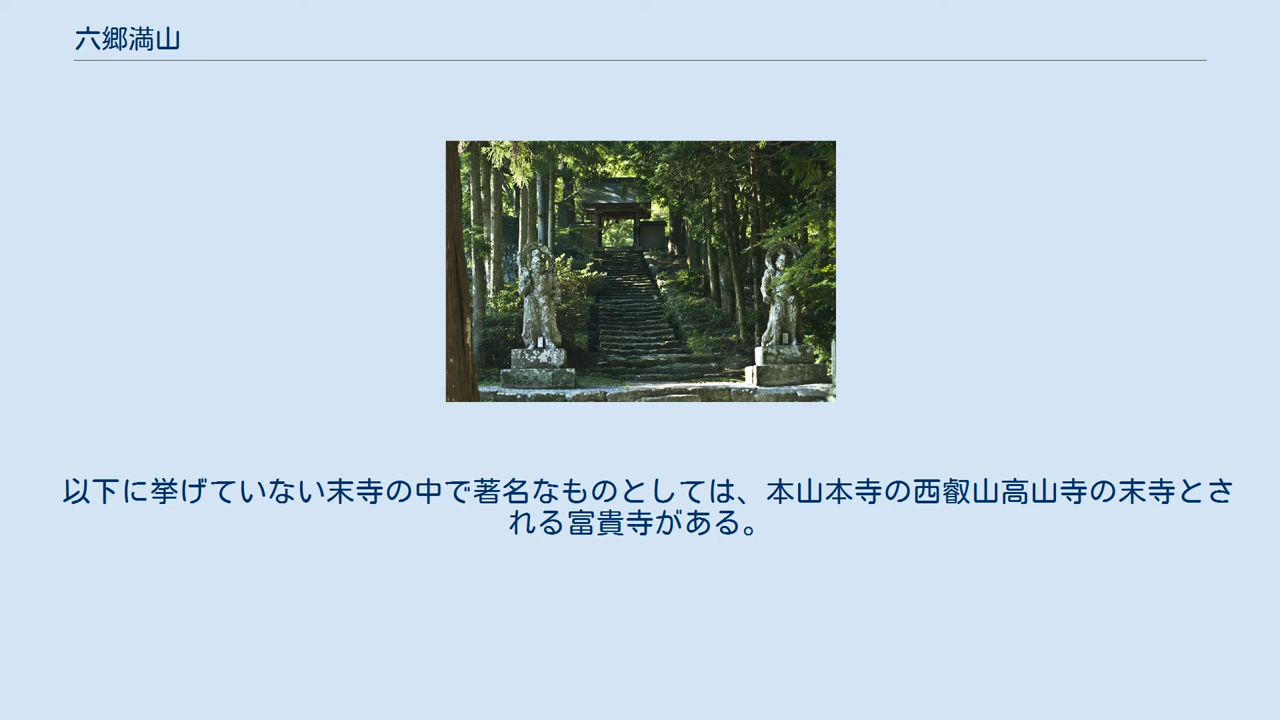 六郷満山
以下に挙げていない末寺の中で著名なものとしては、本山本寺の西叡山高山寺の末寺とさ
れる富貴寺がある。